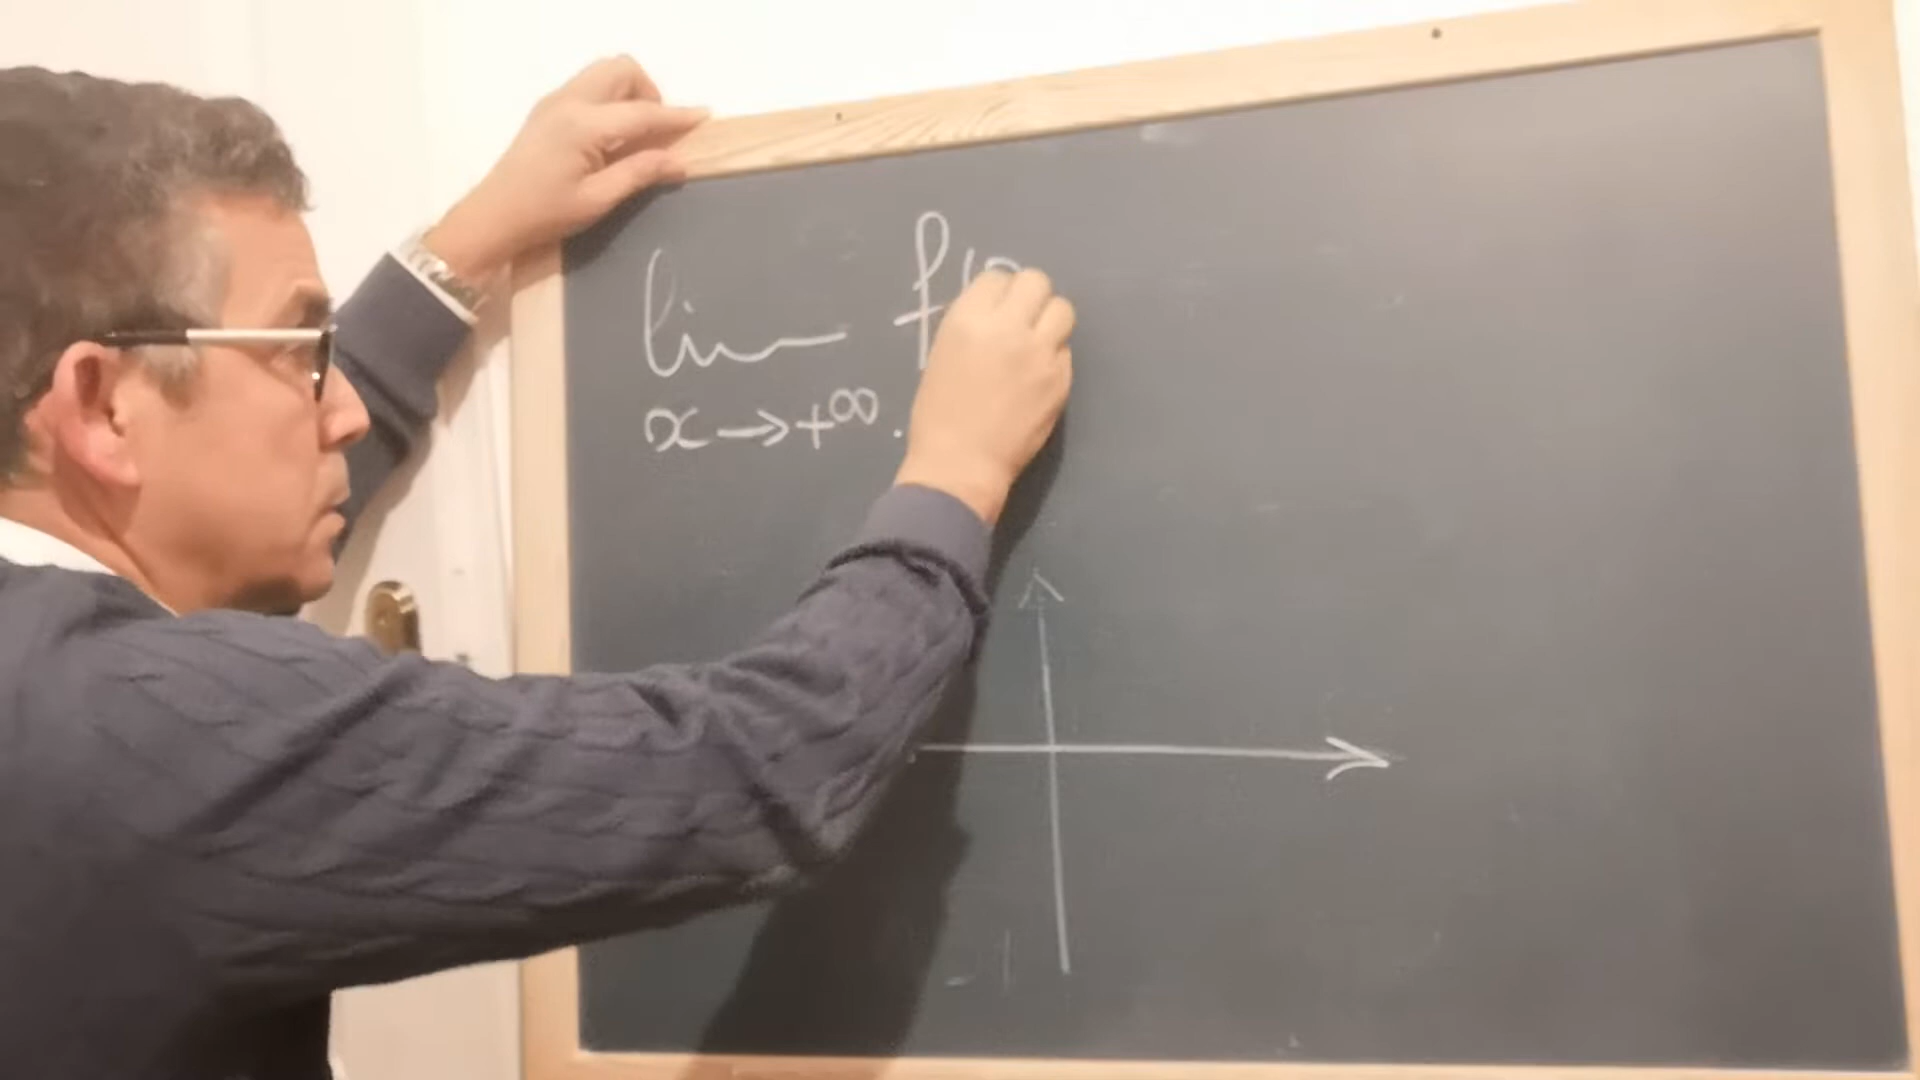 lim f(x
x→+∞.